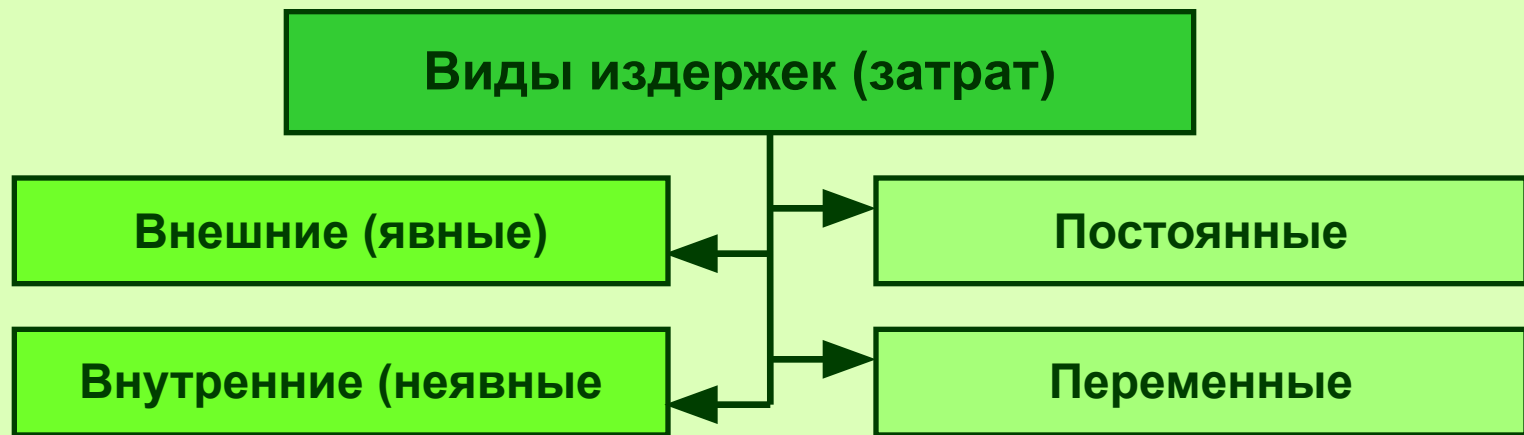 Виды издержек (затрат)
Внешние (явные)
Постоянные
Внутренние (неявные
Переменные